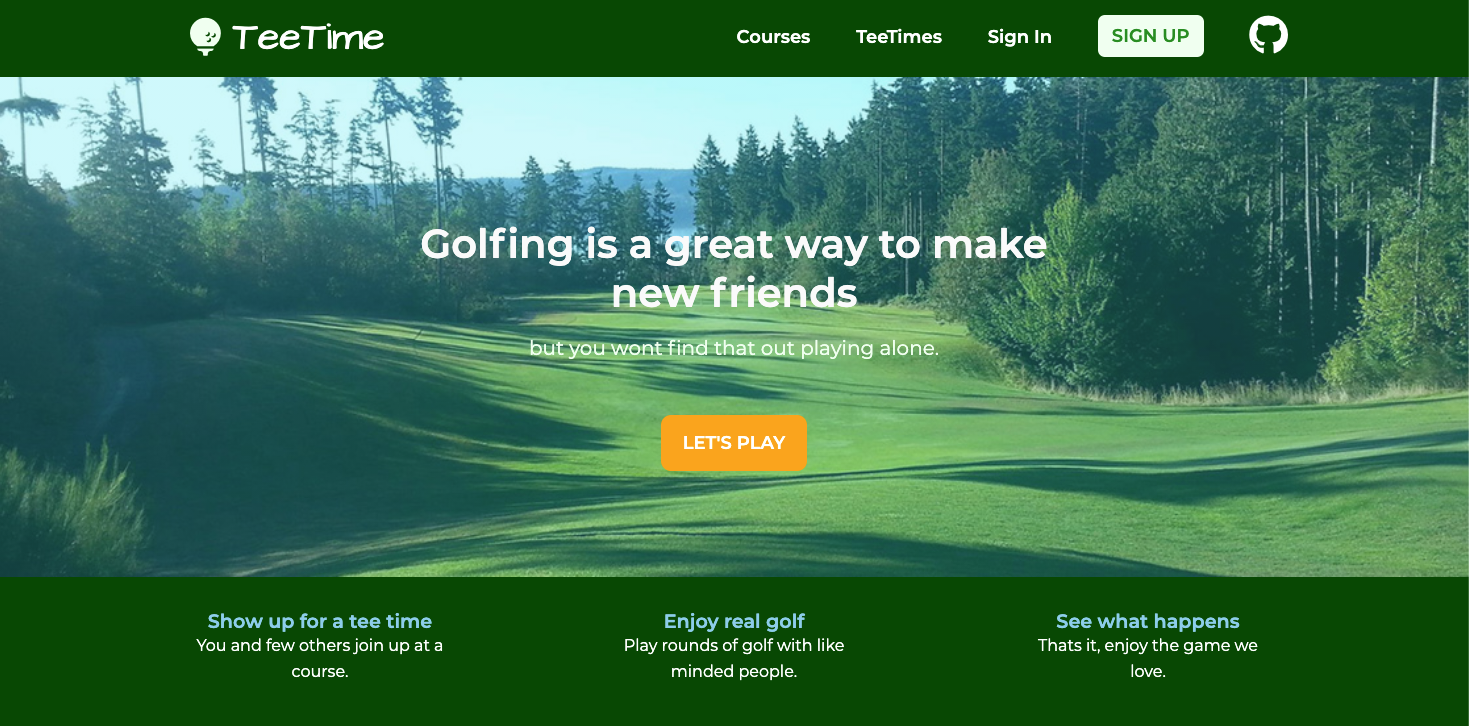 TeeTime
Courses
TeeTimes
Sign In
SIGN UP
Golfing is a great way to make
new friends
but you wont find that out playing alone.
LET'S PLAY
Show up for a tee time
You and few others join up at a
course.
Enjoy real golf
Play rounds of golf with like
minded people.
See what happens
Thats it, enjoy the game we
love.